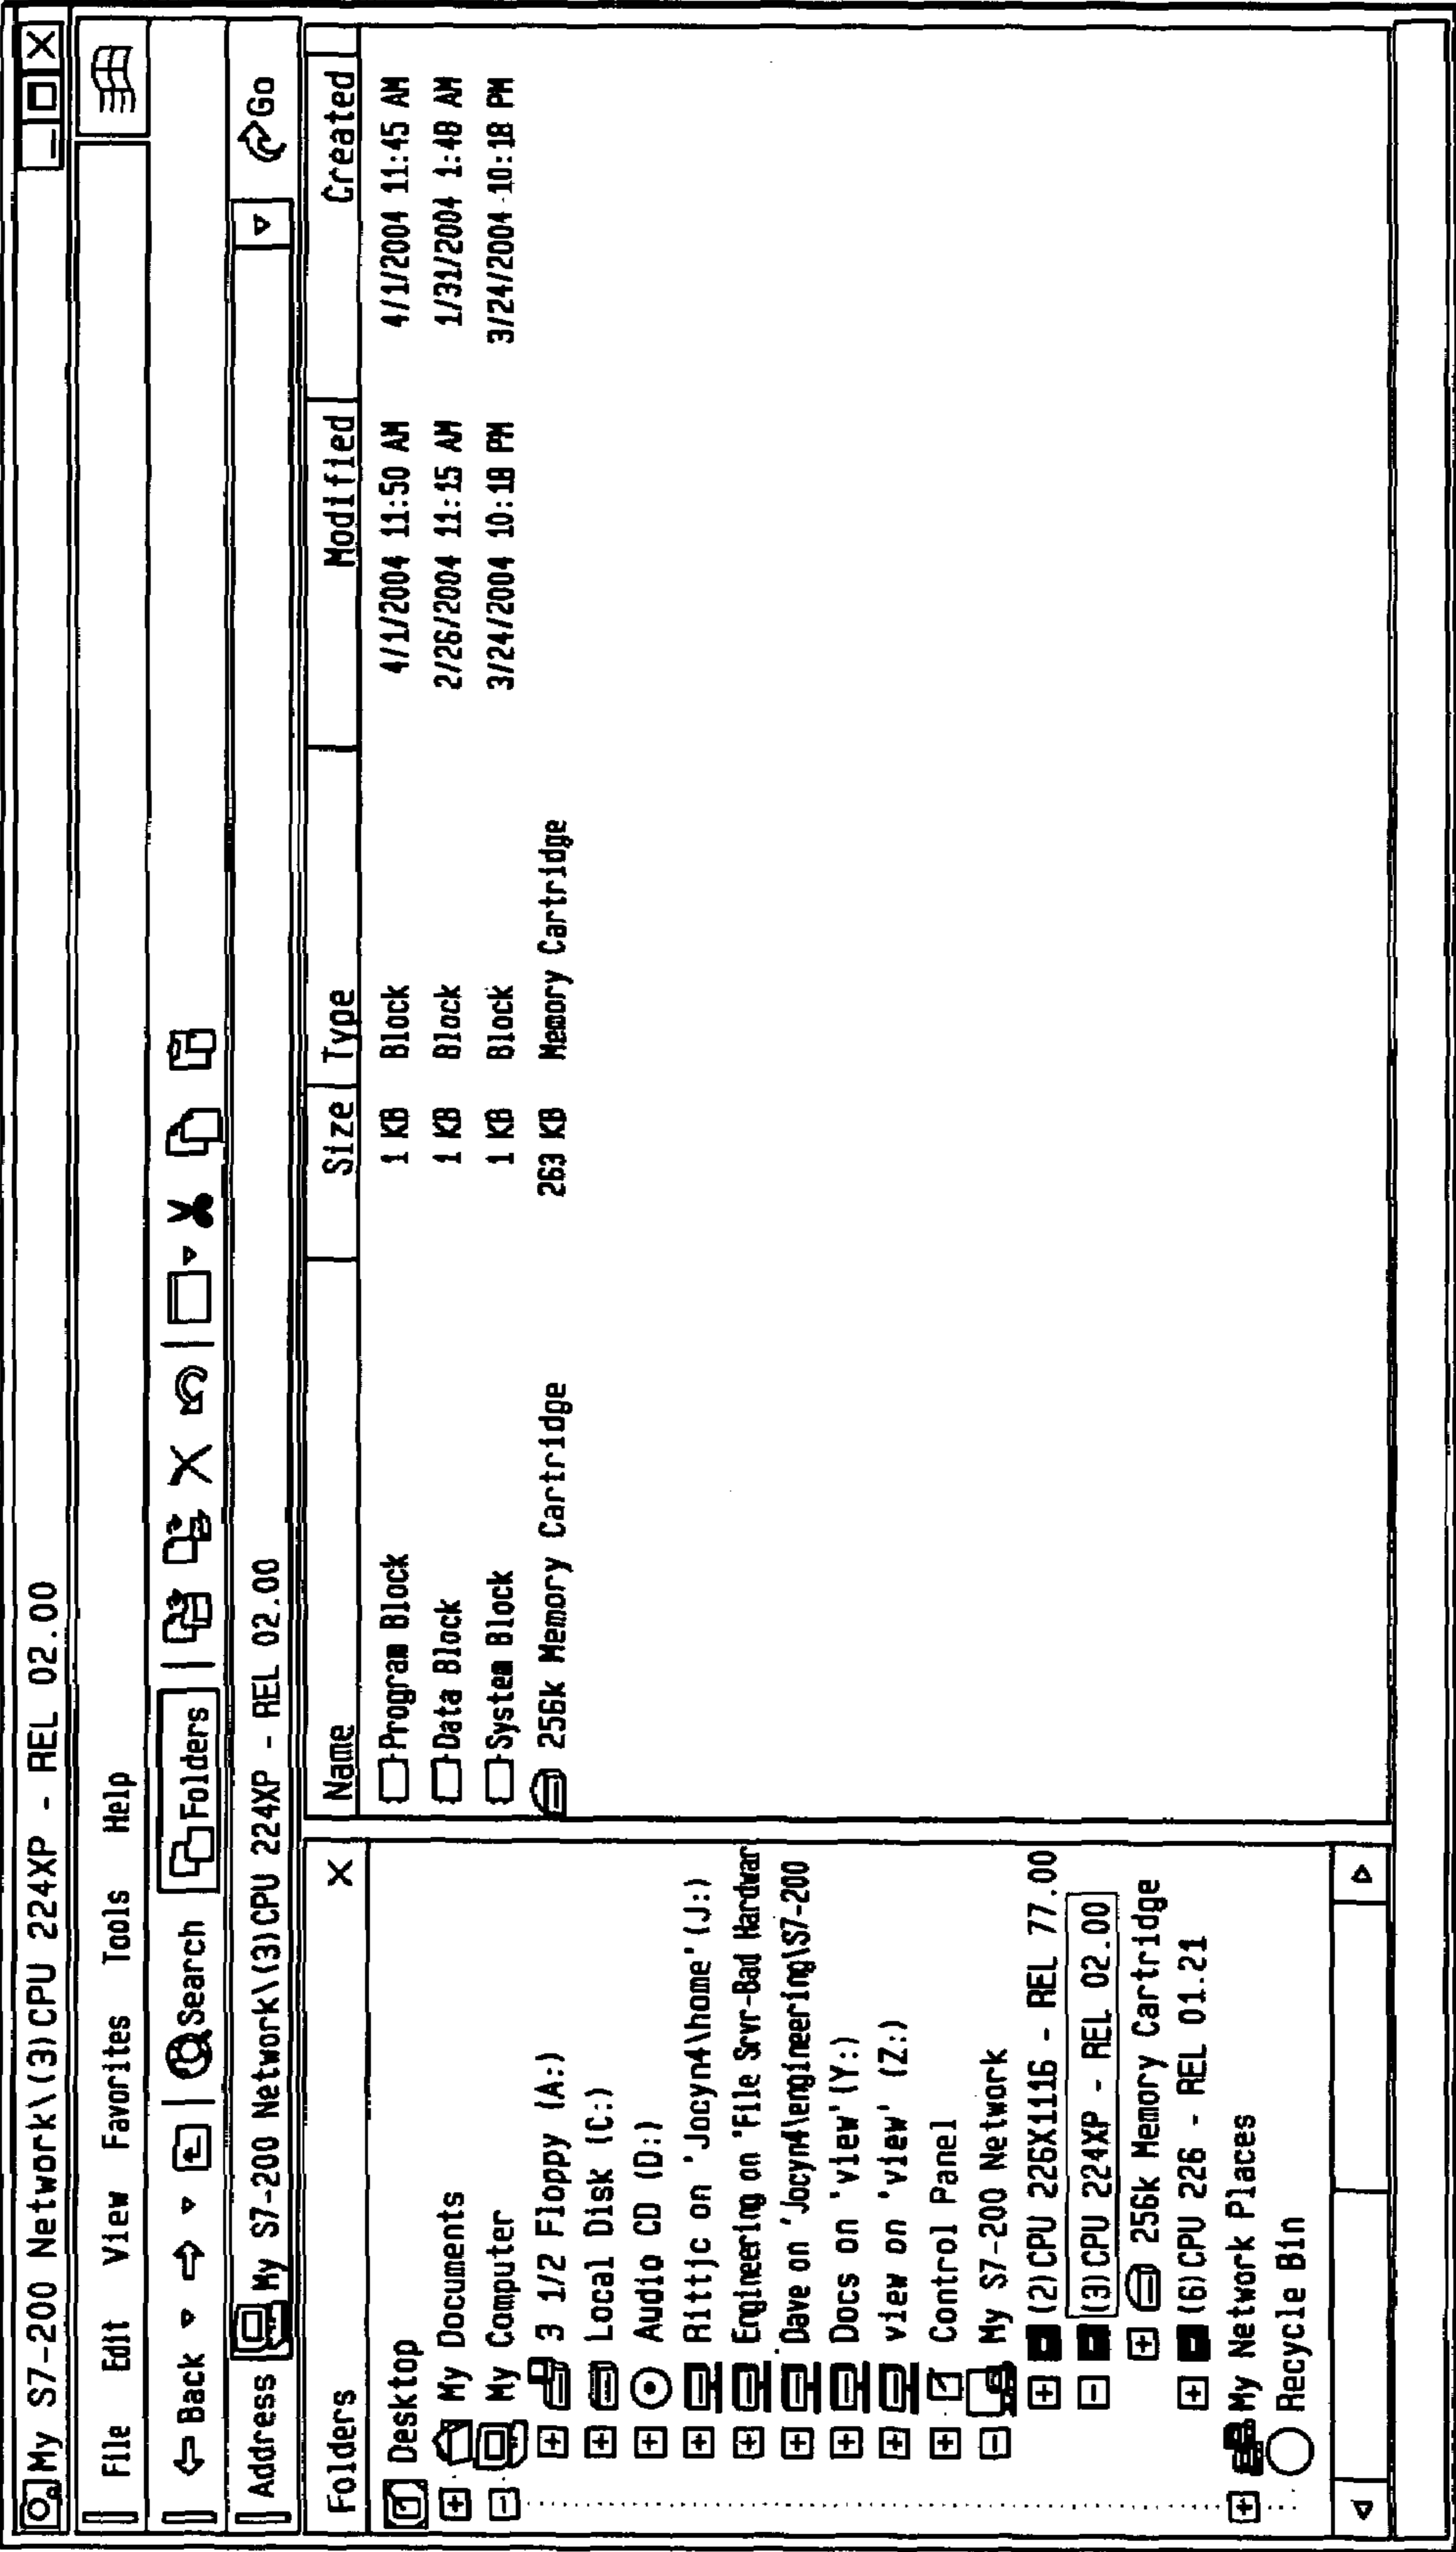 My S7-200 Network\(3)CPU 224XP - REL 02.00
File Edit View Favorites Tools Help
Back Search Folders
Address My S7-200 Network\(3)CPU 224XP - REL 02.00 Go
Folders X
Desktop
My Documents
My Computer
3 1/2 Floppy (A:)
Local Disk (C:)
Audio CD (D:)
Rittjc on 'Jocyn4\home' (J:)
Engineering on 'File Srvr-Bad Hardwar
Dave on 'Jocyn4\engineering\S7-200
Docs on 'view' (Y:)
view on 'view' (Z:)
Control Panel
My S7-200 Network
(2)CPU 226X1116 - REL 77.00
(3)CPU 224XP - REL 02.00
256k Memory Cartridge
(6)CPU 226 - REL 01.21
My Network Places
Recycle Bin
Name Size Type Modified Created
Program Block 1 KB Block 4/1/2004 11:50 AM 4/1/2004 11:45 AM
Data Block 1 KB Block 2/26/2004 11:15 AM 1/31/2004 1:48 AM
System Block 1 KB Block 3/24/2004 10:18 PM 3/24/2004 10:18 PM
256k Memory Cartridge 263 KB Memory Cartridge